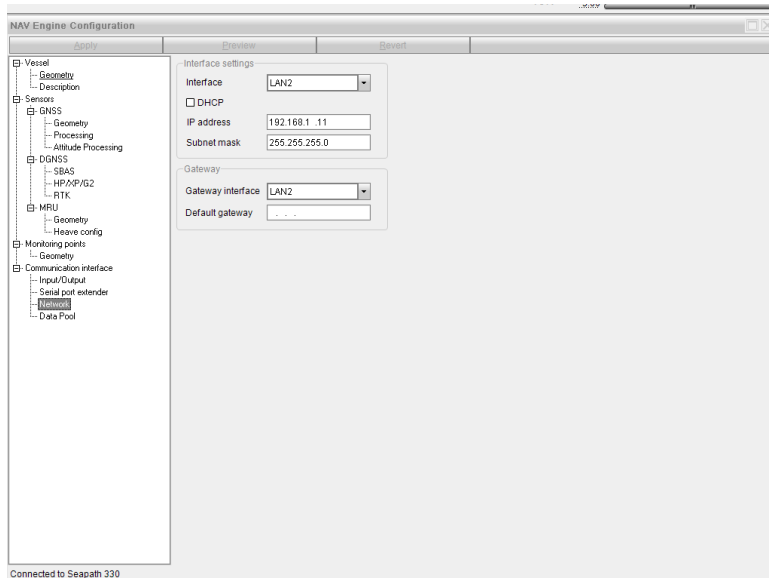 NAV Engine Configuration
Apply Preview Revert
Vessel
Geometry
Description
Sensors
GNSS
Geometry
Processing
Attitude Processing
DGNSS
SBAS
HP/XP/G2
RTK
MRU
Geometry
Heave config
Monitoring points
Geometry
Communication interface
Input/Output
Serial port extender
Network
Data Pool
Interface settings
Interface LAN2
DHCP
IP address 192.168.1 .11
Subnet mask 255.255.255.0
Gateway
Gateway interface LAN2
Default gateway . . .
Connected to Seapath 330